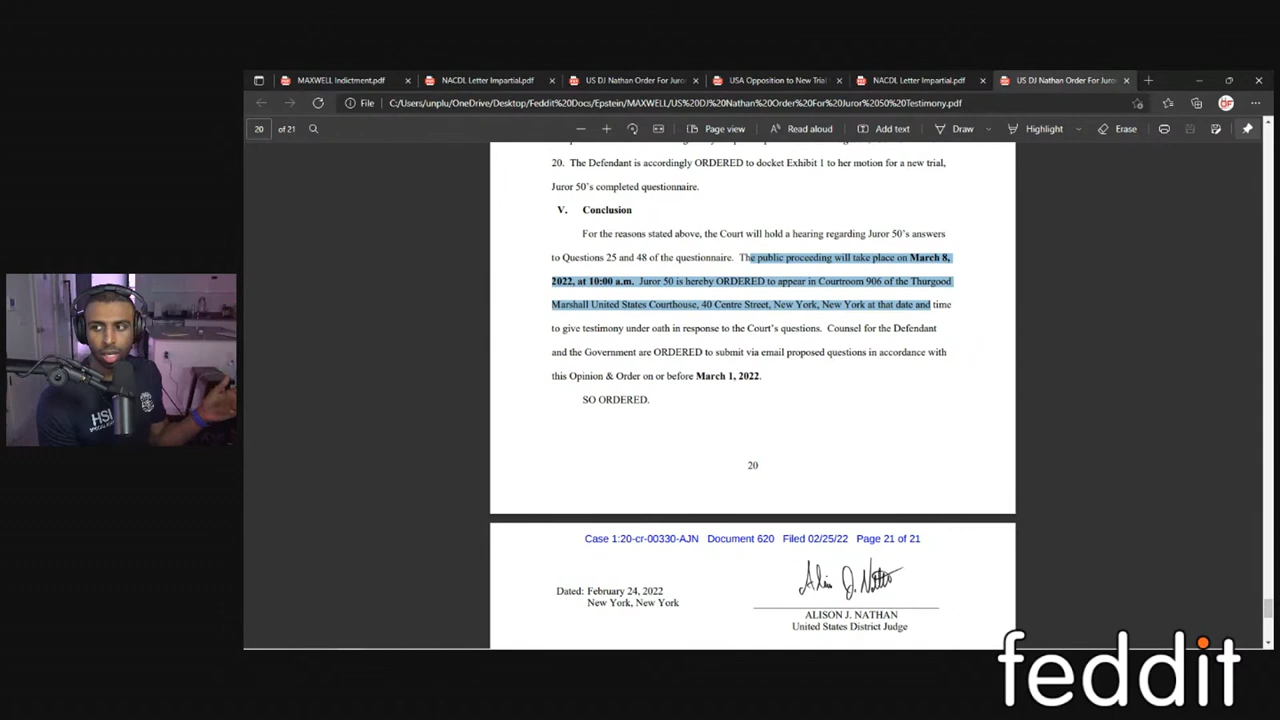 MAXWELL Indictment.pdf
NACDL Letter Impartial.pdf
US DJ Nathan Order For Juror
USA Opposition to New Trial
NACDL Letter Impartial.pdf
US DJ Nathan Order For Juror
File
C:/Users/unplu/OneDrive/Desktop/Feddit%20Docs/Epstein/MAXWELL/US%20DJ%20Nathan%20Order%20For%20Juror%2050%20Testimony.pdf
20 of 21
Page view
Read aloud
Add text
Draw
Highlight
Erase
20. The Defendant is accordingly ORDERED to docket Exhibit 1 to her motion for a new trial,
Juror 50's completed questionnaire.
V. Conclusion
For the reasons stated above, the Court will hold a hearing regarding Juror 50's answers
to Questions 25 and 48 of the questionnaire. The public proceeding will take place on March 8,
2022, at 10:00 a.m. Juror 50 is hereby ORDERED to appear in Courtroom 906 of the Thurgood
Marshall United States Courthouse, 40 Centre Street, New York, New York at that date and time
to give testimony under oath in response to the Court's questions. Counsel for the Defendant
and the Government are ORDERED to submit via email proposed questions in accordance with
this Opinion & Order on or before March 1, 2022.
SO ORDERED.
20
Case 1:20-cr-00330-AJN Document 620 Filed 02/25/22 Page 21 of 21
Dated: February 24, 2022
New York, New York
ALISON J. NATHAN
United States District Judge
HSI
feddit